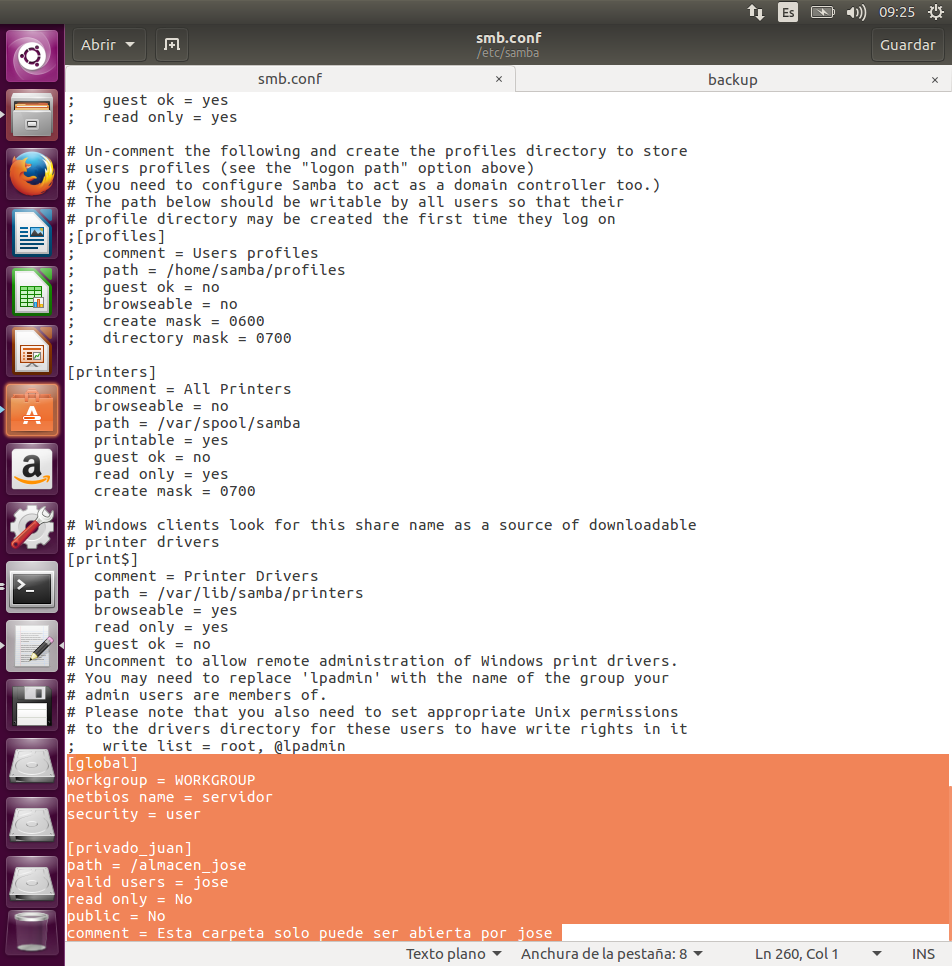 Es
09:25
Abrir
smb.conf
/etc/samba
Guardar
smb.conf ×
backup ×
;   guest ok = yes
;   read only = yes

# Un-comment the following and create the profiles directory to store
# users profiles (see the "logon path" option above)
# (you need to configure Samba to act as a domain controller too.)
# The path below should be writable by all users so that their
# profile directory may be created the first time they log on
;[profiles]
;   comment = Users profiles
;   path = /home/samba/profiles
;   guest ok = no
;   browseable = no
;   create mask = 0600
;   directory mask = 0700

[printers]
   comment = All Printers
   browseable = no
   path = /var/spool/samba
   printable = yes
   guest ok = no
   read only = yes
   create mask = 0700

# Windows clients look for this share name as a source of downloadable
# printer drivers
[print$]
   comment = Printer Drivers
   path = /var/lib/samba/printers
   browseable = yes
   read only = yes
   guest ok = no
# Uncomment to allow remote administration of Windows print drivers.
# You may need to replace 'lpadmin' with the name of the group your
# admin users are members of.
# Please note that you also need to set appropriate Unix permissions
# to the drivers directory for these users to have write rights in it
;   write list = root, @lpadmin
[global]
workgroup = WORKGROUP
netbios name = servidor
security = user

[privado_juan]
path = /almacen_jose
valid users = jose
read only = No
public = No
comment = Esta carpeta solo puede ser abierta por jose
Texto plano
Anchura de la pestaña: 8
Ln 260, Col 1
INS